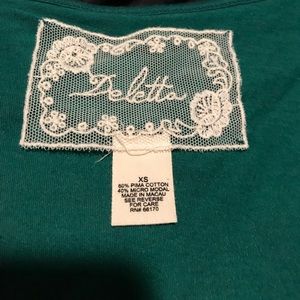 Deletta
XS
60% PIMA COTTON
40% MICRO MODAL
MADE IN MACAU
SEE REVERSE
FOR CARE
RN# 66170